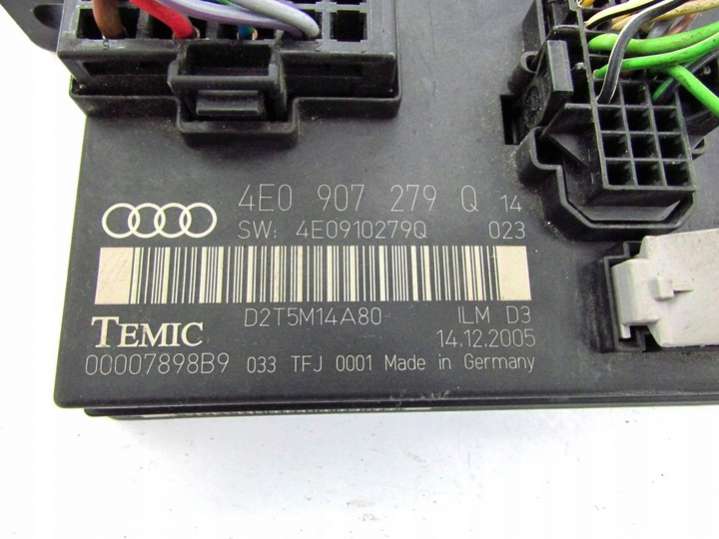 4E0 907 279 Q 14
SW: 4E0910279Q 023
D2T5M14A80 ILM D3
TEMIC 14.12.2005
00007898B9 033 TFJ 0001 Made in Germany